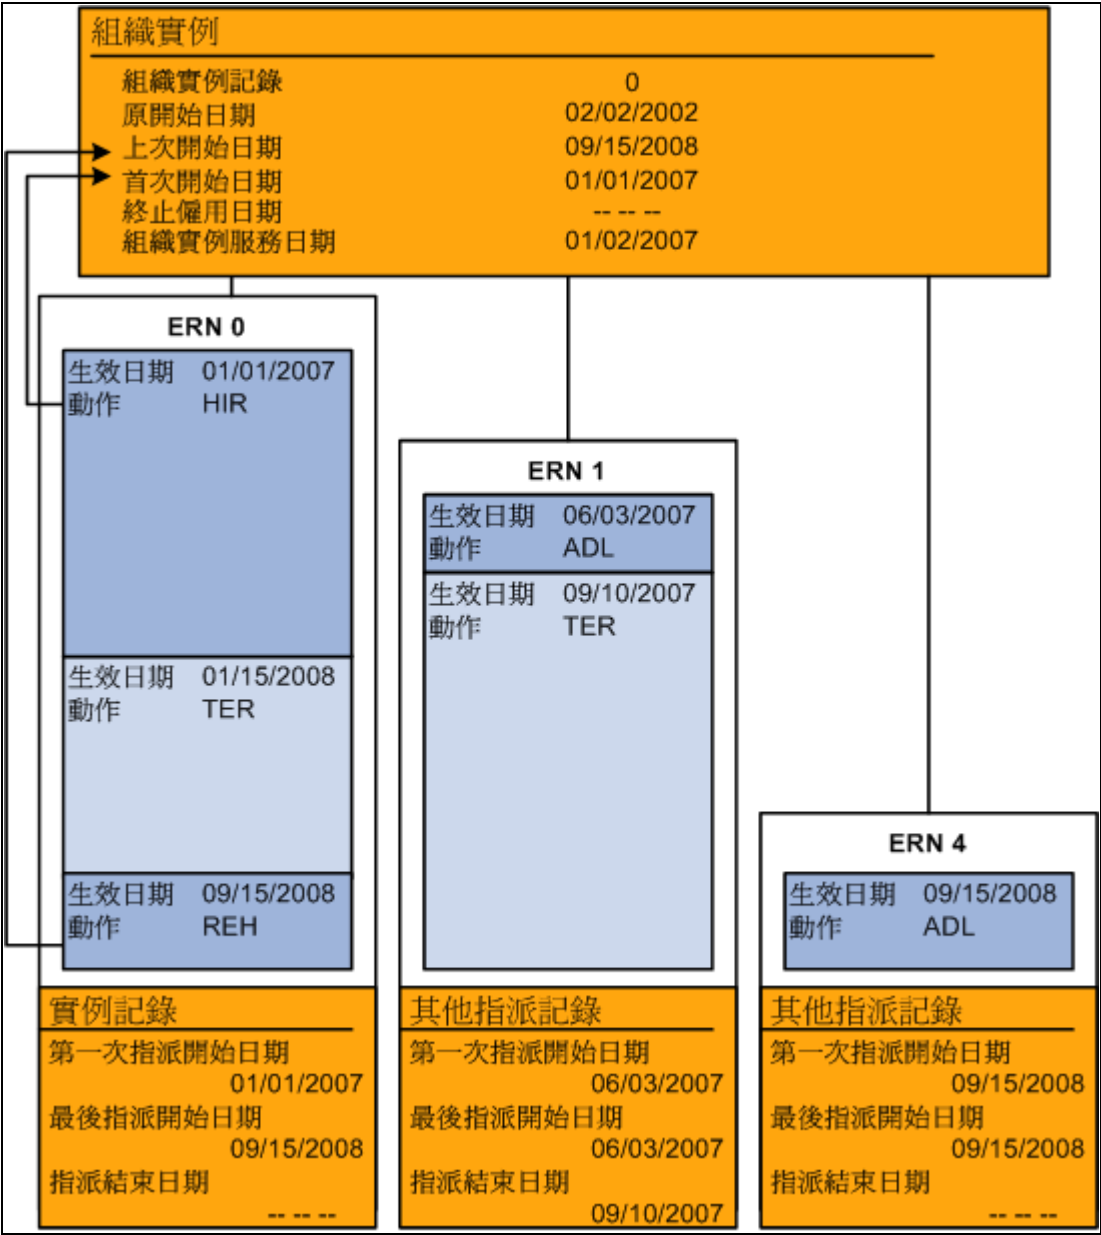 組織實例
組織實例記錄 0
原開始日期 02/02/2002
上次開始日期 09/15/2008
首次開始日期 01/01/2007
終止僱用日期 -- -- --
組織實例服務日期 01/02/2007
ERN 0
生效日期 01/01/2007
動作 HIR
生效日期 01/15/2008
動作 TER
生效日期 09/15/2008
動作 REH
實例記錄
第一次指派開始日期
01/01/2007
最後指派開始日期
09/15/2008
指派結束日期
-- -- --
ERN 1
生效日期 06/03/2007
動作 ADL
生效日期 09/10/2007
動作 TER
其他指派記錄
第一次指派開始日期
06/03/2007
最後指派開始日期
06/03/2007
指派結束日期
09/10/2007
ERN 4
生效日期 09/15/2008
動作 ADL
其他指派記錄
第一次指派開始日期
09/15/2008
最後指派開始日期
09/15/2008
指派結束日期
-- -- --